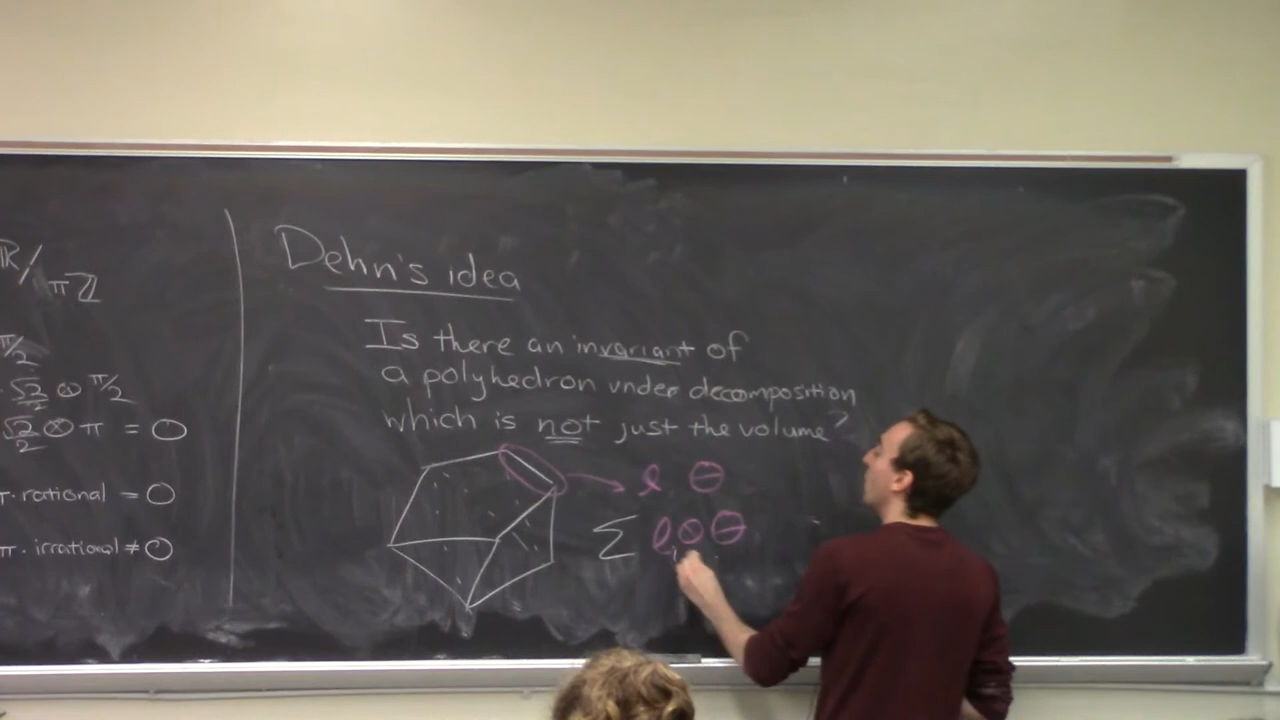 ℝ/πℤ
π/2
√2/2 ⊗ π/2
√2/2 ⊗ π = 0
π·rational = 0
π·irrational ≠ 0
Dehn's idea
Is there an invariant of
a polyhedron under decomposition
which is not just the volume?
l θ
Σ l⊗θ